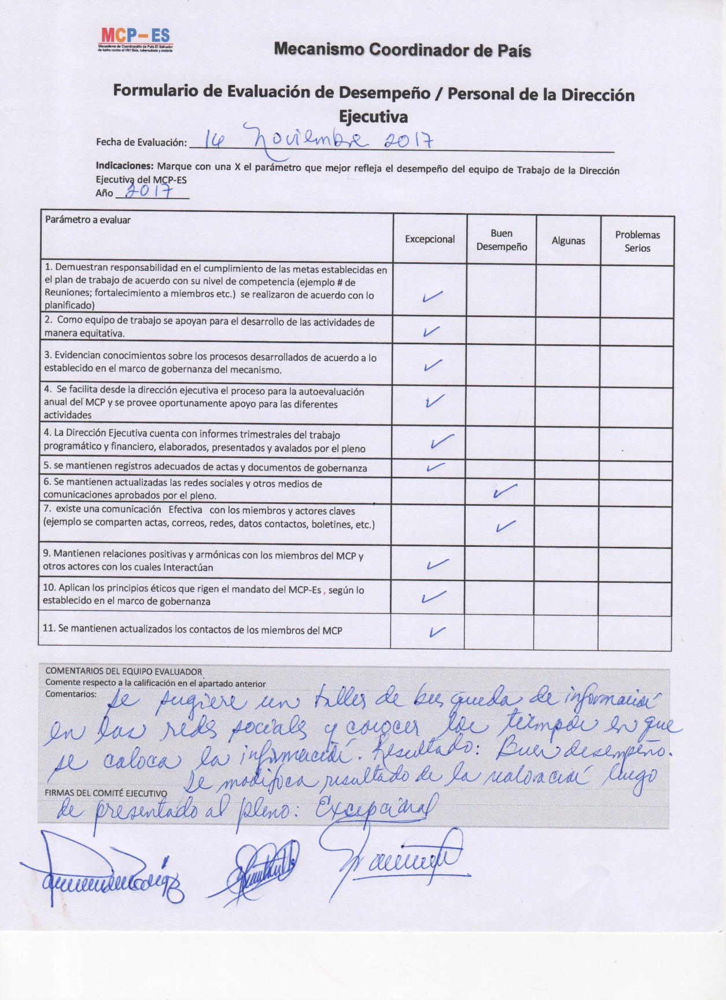 MCP-ES
Mecanismo de Coordinación de País El Salvador
de lucha contra el VIH Sida, tuberculosis y malaria
Mecanismo Coordinador de País
Formulario de Evaluación de Desempeño / Personal de la Dirección
Ejecutiva
Fecha de Evaluación: 14 Noviembre 2017
Indicaciones: Marque con una X el parámetro que mejor refleja el desempeño del equipo de Trabajo de la Dirección
Ejecutiva del MCP-ES
Año 2017
Parámetro a evaluar
Excepcional
Buen
Desempeño
Algunas
Problemas
Serios
1. Demuestran responsabilidad en el cumplimiento de las metas establecidas en
el plan de trabajo de acuerdo con su nivel de competencia (ejemplo # de
Reuniones; fortalecimiento a miembros etc.) se realizaron de acuerdo con lo
planificado)
✓
2. Como equipo de trabajo se apoyan para el desarrollo de las actividades de
manera equitativa.
✓
3. Evidencian conocimientos sobre los procesos desarrollados de acuerdo a lo
establecido en el marco de gobernanza del mecanismo.
✓
4. Se facilita desde la dirección ejecutiva el proceso para la autoevaluación
anual del MCP y se provee oportunamente apoyo para las diferentes
actividades
✓
4. La Dirección Ejecutiva cuenta con informes trimestrales del trabajo
programático y financiero, elaborados, presentados y avalados por el pleno
✓
5. se mantienen registros adecuados de actas y documentos de gobernanza
✓
6. Se mantienen actualizadas las redes sociales y otros medios de
comunicaciones aprobados por el pleno.
✓
7. existe una comunicación Efectiva con los miembros y actores claves
(ejemplo se comparten actas, correos, redes, datos contactos, boletines, etc.)
✓
9. Mantienen relaciones positivas y armónicas con los miembros del MCP y
otros actores con los cuales Interactúan
✓
10. Aplican los principios éticos que rigen el mandato del MCP-Es , según lo
establecido en el marco de gobernanza
✓
11. Se mantienen actualizados los contactos de los miembros del MCP
✓
COMENTARIOS DEL EQUIPO EVALUADOR
Comente respecto a la calificación en el apartado anterior
Comentarios: Se sugiere un taller de busqueda de información
en las redes sociales y conocer los tiempos en que
se coloca la información. Resultado: Buen desempeño.
Se modifica resultado de la valoración luego
FIRMAS DEL COMITÉ EJECUTIVO
de presentado al pleno: Excepcional